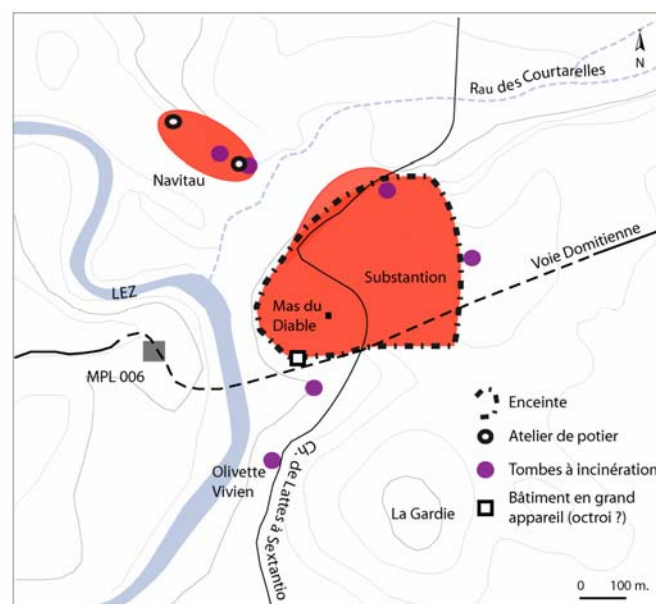 N
Rau des Courtarelles
Navitau
Voie Domitienne
Substantion
LEZ
Mas du
Diable
MPL 006
Enceinte
Atelier de potier
Olivette
Vivien
Ch. de Lattes à Sextantio
Tombes à incinération
La Gardie
Bâtiment en grand
appareil (octroi ?)
0 100 m.